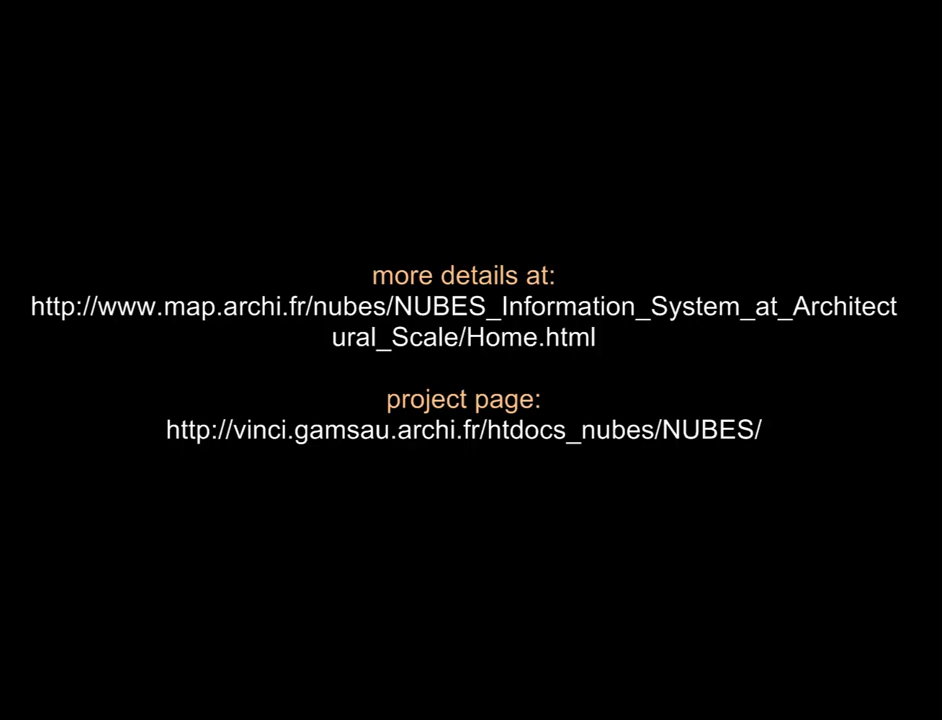 more details at:
http://www.map.archi.fr/nubes/NUBES_Information_System_at_Architect
ural_Scale/Home.html
project page:
http://vinci.gamsau.archi.fr/htdocs_nubes/NUBES/